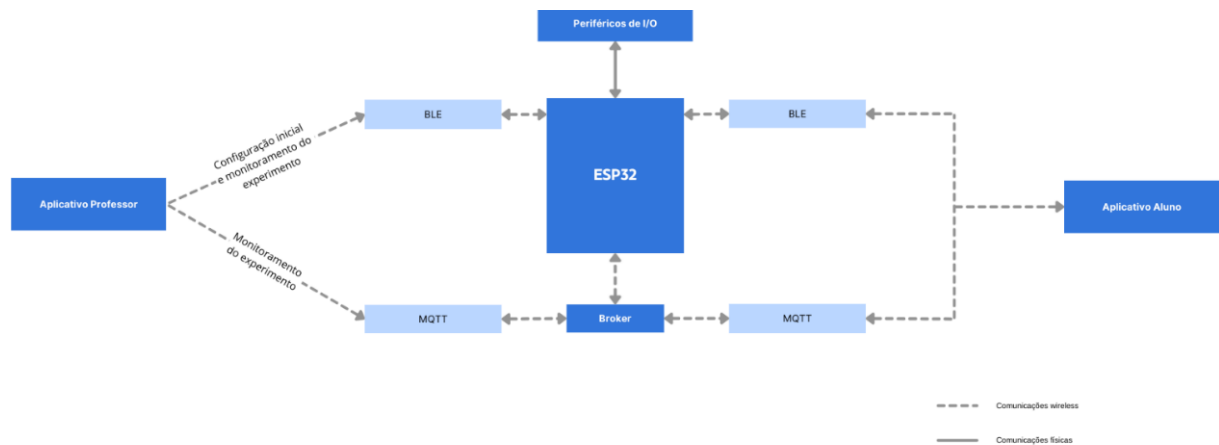 Periféricos de I/O
BLE
ESP32
BLE
Configuração inicial
e monitoramento do
experimento
Aplicativo Professor
Aplicativo Aluno
Monitoramento
do experimento
MQTT
Broker
MQTT
Comunicações wireless
Comunicações físicas